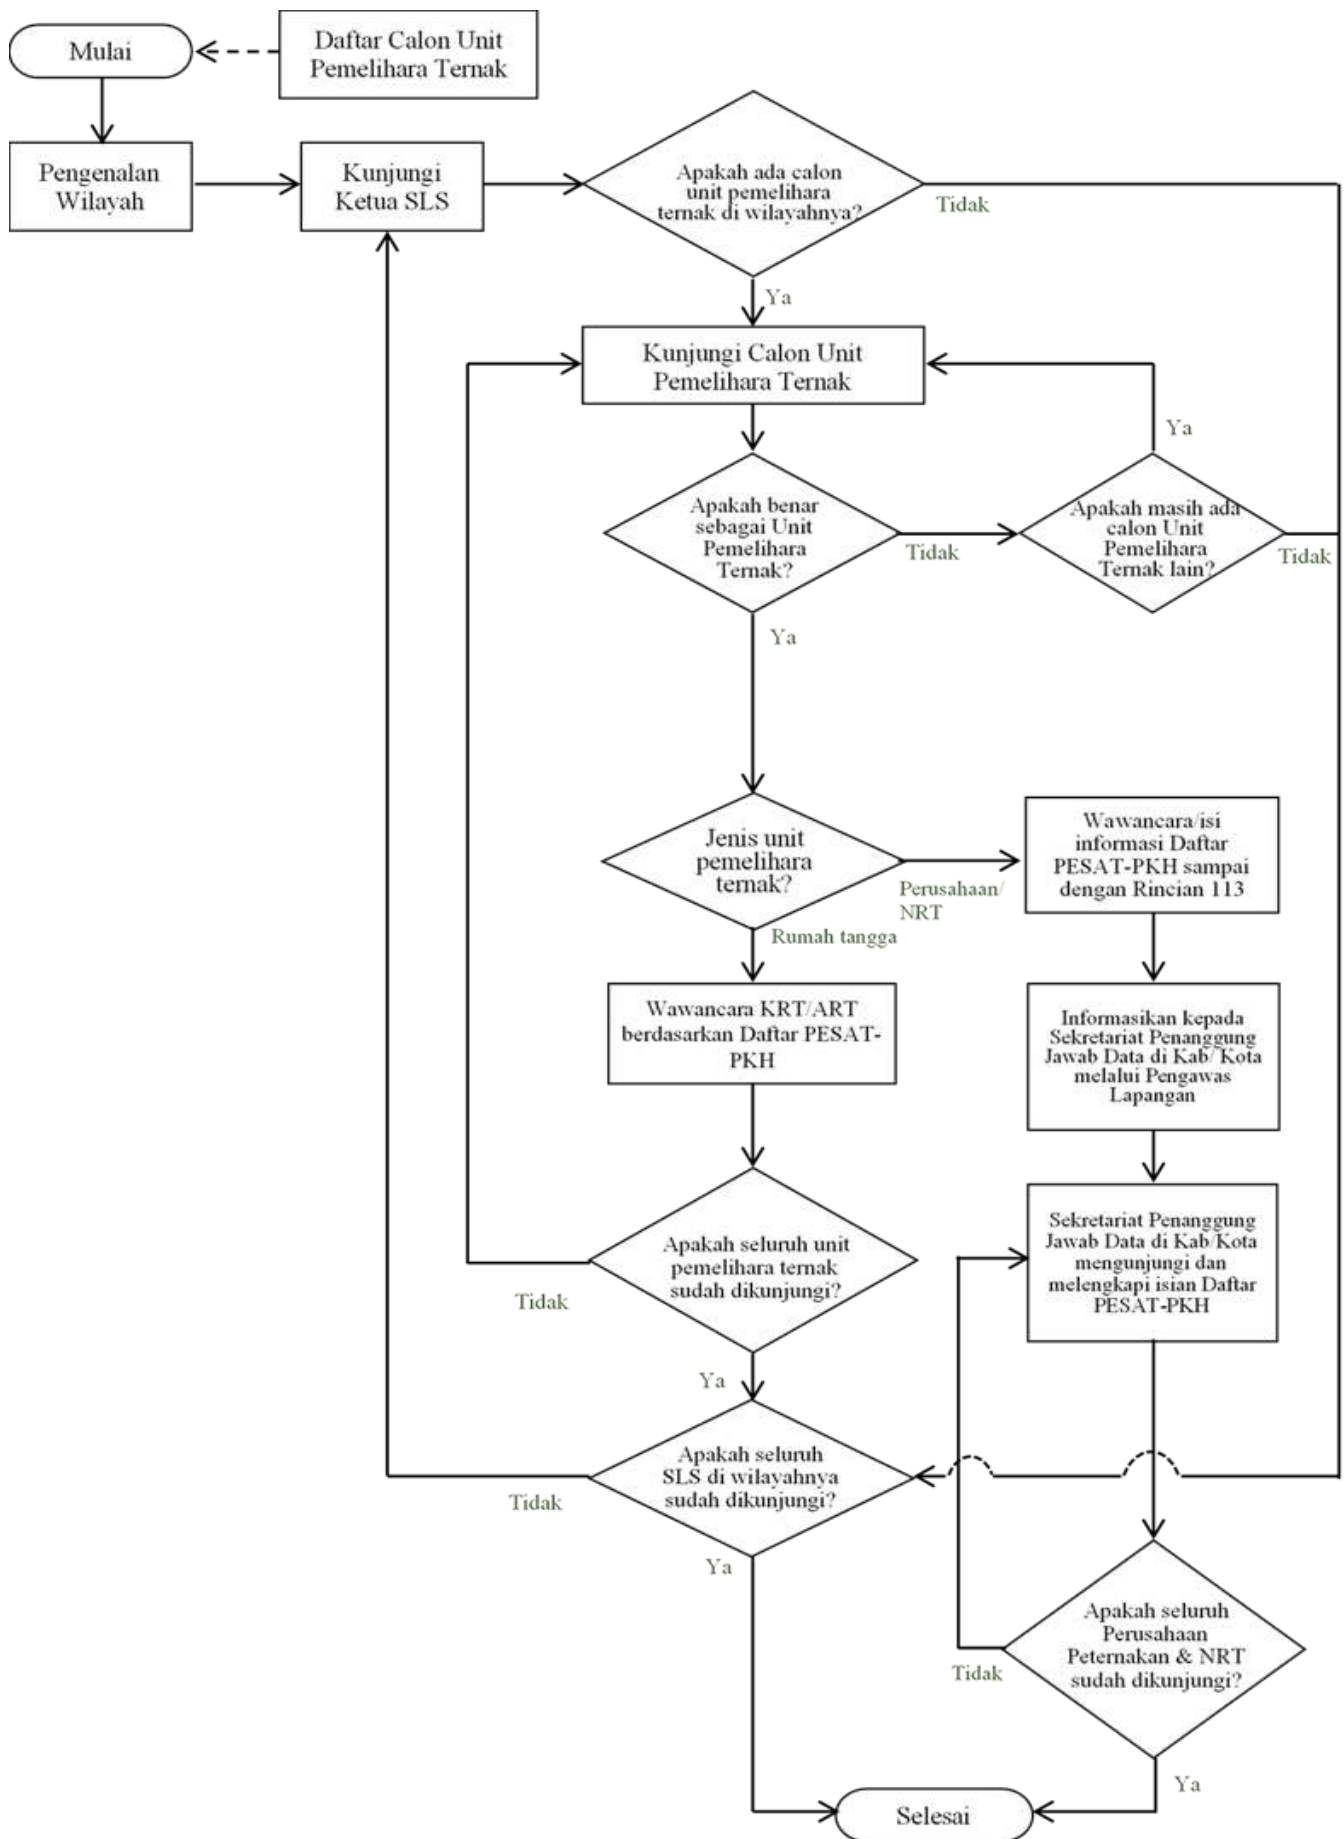 Mulai
Daftar Calon Unit
Pemelihara Ternak
Pengenalan
Wilayah
Kunjungi
Ketua SLS
Apakah ada calon
unit pemelihara
ternak di wilayahnya?
Tidak
Ya
Kunjungi Calon Unit
Pemelihara Ternak
Ya
Apakah benar
sebagai Unit
Pemelihara
Ternak?
Tidak
Apakah masih ada
calon Unit
Pemelihara
Ternak lain?
Tidak
Ya
Jenis unit
pemelihara
ternak?
Perusahaan/
NRT
Rumah tangga
Wawancara/isi
informasi Daftar
PESAT-PKH sampai
dengan Rincian 113
Wawancara KRT/ART
berdasarkan Daftar PESAT-
PKH
Informasikan kepada
Sekretariat Penanggung
Jawab Data di Kab/ Kota
melalui Pengawas
Lapangan
Apakah seluruh unit
pemelihara ternak
sudah dikunjungi?
Tidak
Ya
Sekretariat Penanggung
Jawab Data di Kab/Kota
mengunjungi dan
melengkapi isian Daftar
PESAT-PKH
Apakah seluruh
SLS di wilayahnya
sudah dikunjungi?
Tidak
Ya
Apakah seluruh
Perusahaan
Peternakan & NRT
sudah dikunjungi?
Tidak
Ya
Selesai